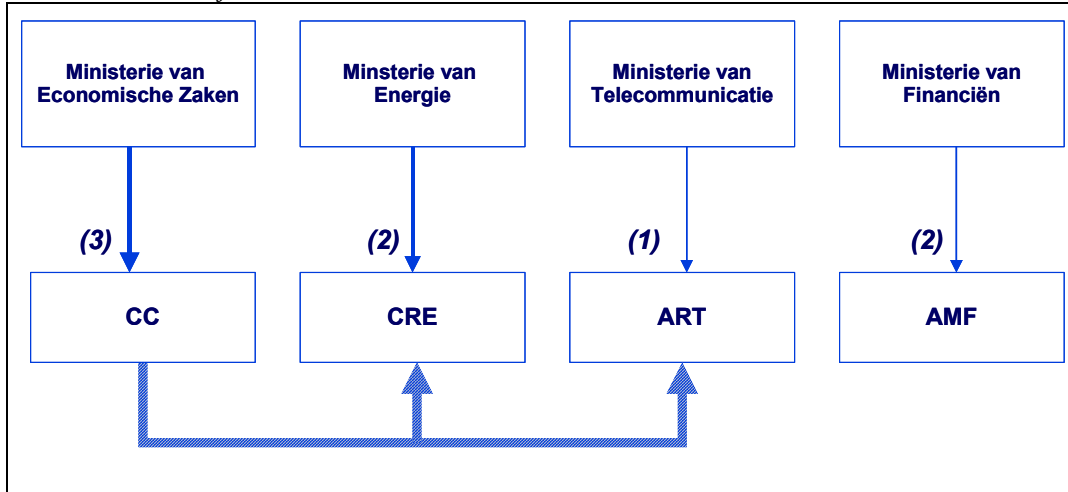 Ministerie van
Economische Zaken
Minsterie van
Energie
Ministerie van
Telecommunicatie
Ministerie van
Financiën
(3)
(2)
(1)
(2)
CC
CRE
ART
AMF